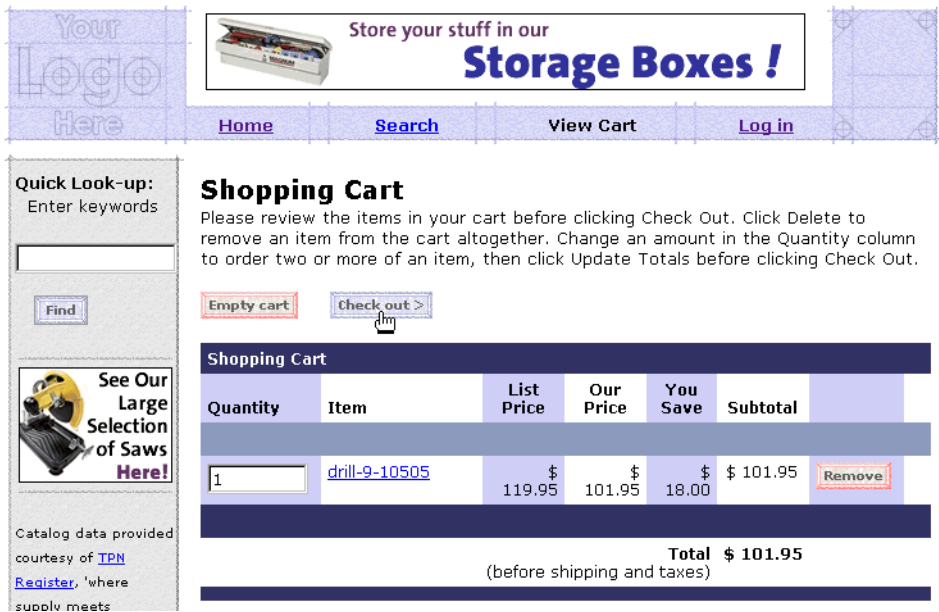 Your
Logo
Here
Store your stuff in our
Storage Boxes !
Home Search View Cart Log in
Quick Look-up:
Enter keywords
Find
See Our
Large
Selection
of Saws
Here!
Catalog data provided
courtesy of TPN
Register, 'where
supply meets
Shopping Cart
Please review the items in your cart before clicking Check Out. Click Delete to
remove an item from the cart altogether. Change an amount in the Quantity column
to order two or more of an item, then click Update Totals before clicking Check Out.
Empty cart Check out >
Shopping Cart
Quantity Item List Price Our Price You Save Subtotal
1 drill-9-10505 $ 119.95 $ 101.95 $ 18.00 $ 101.95 Remove
Total $ 101.95
(before shipping and taxes)